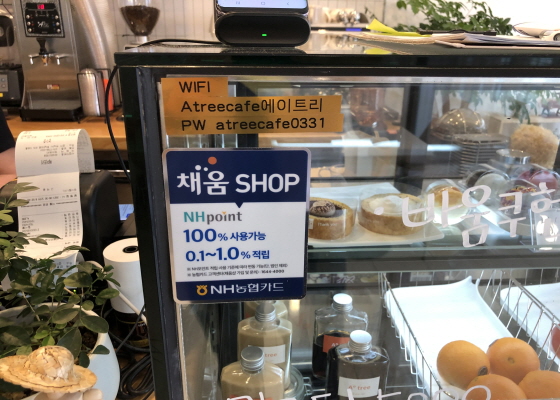 WIFI
Atreecafe에이트리
PW atreecafe0331
채움 SHOP
NHpoint
100% 사용가능
0.1~1.0% 적립
NH농협카드